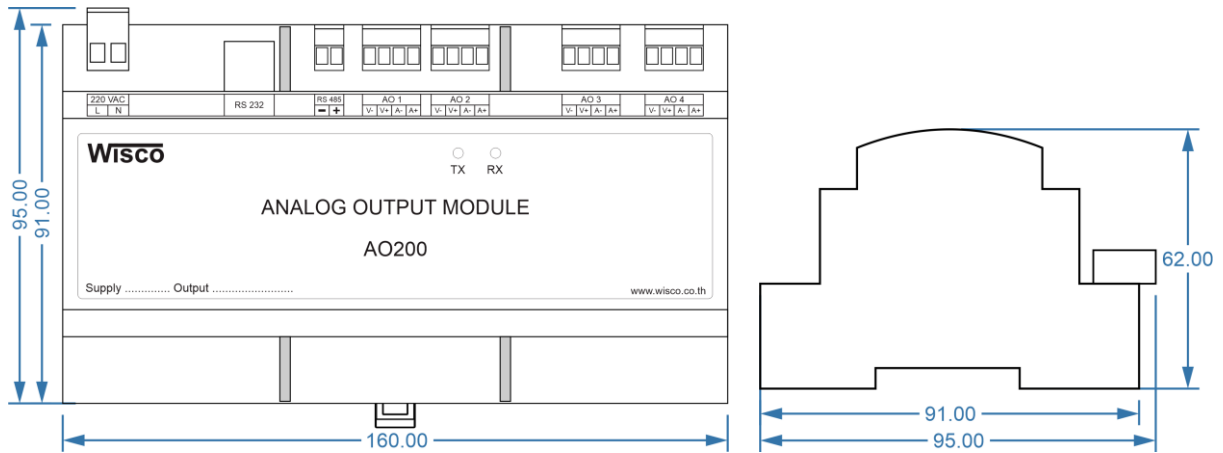 220 VAC
L N
RS 232
RS 485
− +
AO 1
V- V+ A- A+
AO 2
V- V+ A- A+
AO 3
V- V+ A- A+
AO 4
V- V+ A- A+
Wisco
TX RX
ANALOG OUTPUT MODULE
AO200
Supply .............. Output .........................
www.wisco.co.th
95.00
91.00
160.00
62.00
91.00
95.00